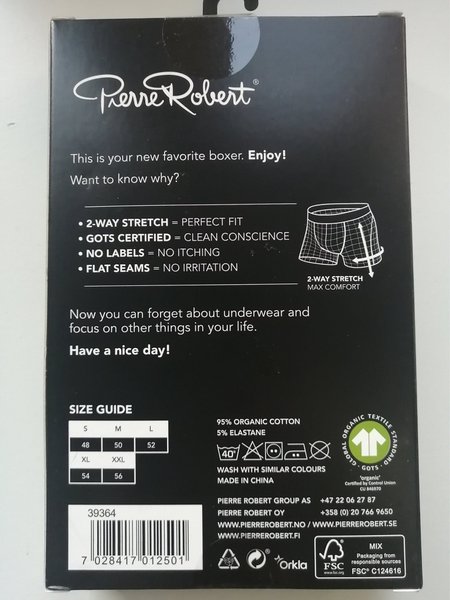 Pierre Robert®
This is your new favorite boxer. Enjoy!
Want to know why?
• 2-WAY STRETCH = PERFECT FIT
• GOTS CERTIFIED = CLEAN CONSCIENCE
• NO LABELS = NO ITCHING
• FLAT SEAMS = NO IRRITATION
2-WAY STRETCH
MAX COMFORT
Now you can forget about underwear and
focus on other things in your life.
Have a nice day!
SIZE GUIDE
S M L
48 50 52
XL XXL
54 56
95% ORGANIC COTTON
5% ELASTANE
40°
WASH WITH SIMILAR COLOURS
MADE IN CHINA
GLOBAL ORGANIC TEXTILE STANDARD · GOTS ·
"organic"
Certified by Control Union
CU 846970
PIERRE ROBERT GROUP AS +47 22 06 27 87
PIERRE ROBERT OY +358 (0) 20 766 9650
WWW.PIERREROBERT.NO / WWW.PIERREROBERT.SE
WWW.PIERREROBERT.FI
39364
7 028417 012501
Orkla
FSC
www.fsc.org
MIX
Packaging from
responsible sources
FSC® C124616